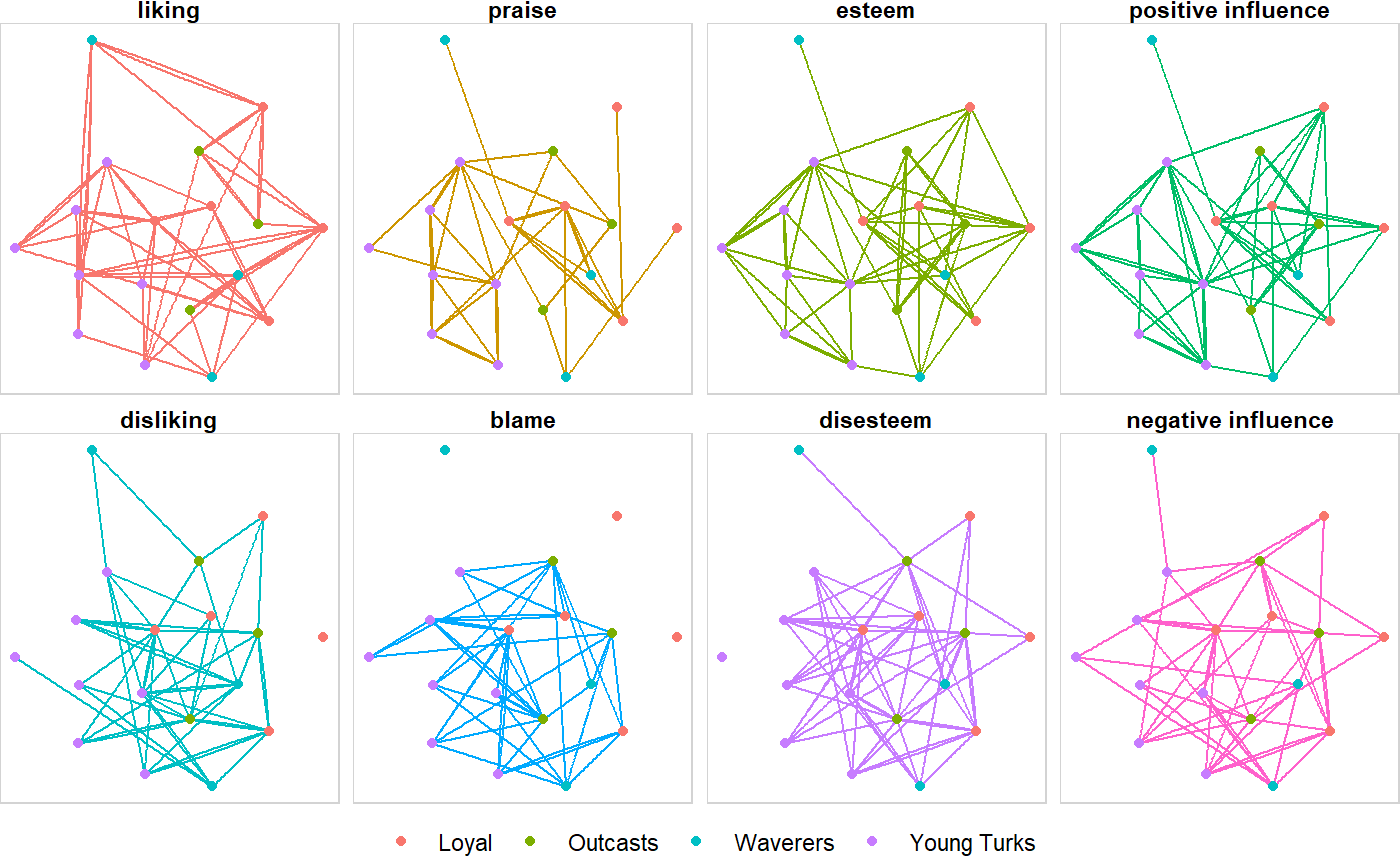 liking praise esteem positive influence
disliking blame disesteem negative influence
Loyal Outcasts Waverers Young Turks